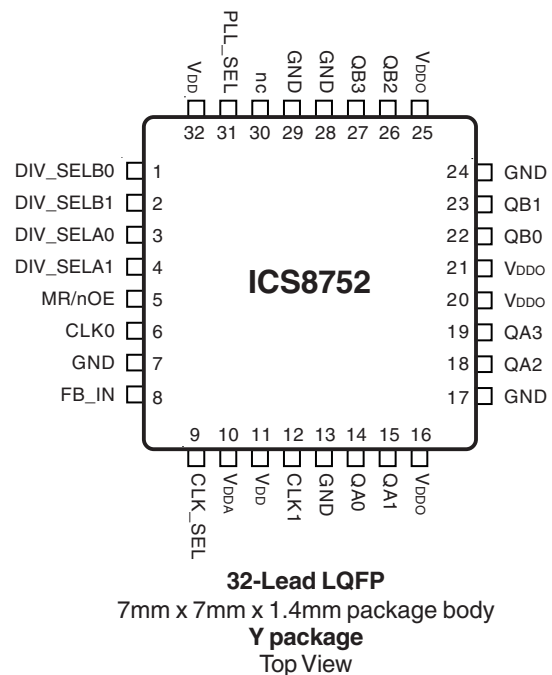 VDD PLL_SEL nc GND GND QB3 QB2 VDDO
32 31 30 29 28 27 26 25
DIV_SELB0 1
DIV_SELB1 2
DIV_SELA0 3
DIV_SELA1 4
MR/nOE 5
CLK0 6
GND 7
FB_IN 8
ICS8752
24 GND
23 QB1
22 QB0
21 VDDO
20 VDDO
19 QA3
18 QA2
17 GND
9 10 11 12 13 14 15 16
CLK_SEL VDDA VDD CLK1 GND QA0 QA1 VDDO
32-Lead LQFP
7mm x 7mm x 1.4mm package body
Y package
Top View